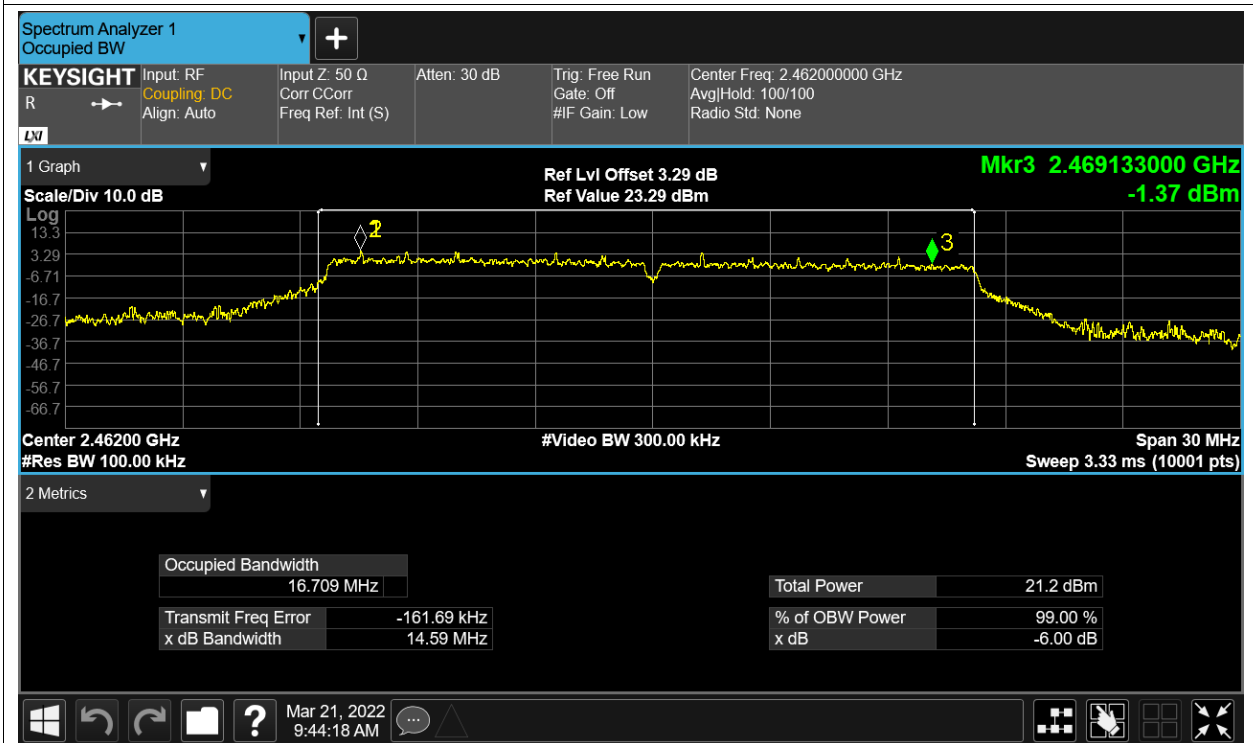 Spectrum Analyzer 1
Occupied BW
KEYSIGHT
R
LXI
Input: RF
Coupling: DC
Align: Auto
Input Z: 50 Ω
Corr CCorr
Freq Ref: Int (S)
Atten: 30 dB
Trig: Free Run
Gate: Off
#IF Gain: Low
Center Freq: 2.462000000 GHz
Avg|Hold: 100/100
Radio Std: None
1 Graph
Scale/Div 10.0 dB
Ref Lvl Offset 3.29 dB
Ref Value 23.29 dBm
Mkr3 2.469133000 GHz
-1.37 dBm
Log
13.3
3.29
-6.71
-16.7
-26.7
-36.7
-46.7
-56.7
-66.7
2
3
Center 2.46200 GHz
#Video BW 300.00 kHz
Span 30 MHz
#Res BW 100.00 kHz
Sweep 3.33 ms (10001 pts)
2 Metrics
Occupied Bandwidth
16.709 MHz
Transmit Freq Error -161.69 kHz
x dB Bandwidth 14.59 MHz
Total Power 21.2 dBm
% of OBW Power 99.00 %
x dB -6.00 dB
?
Mar 21, 2022
9:44:18 AM